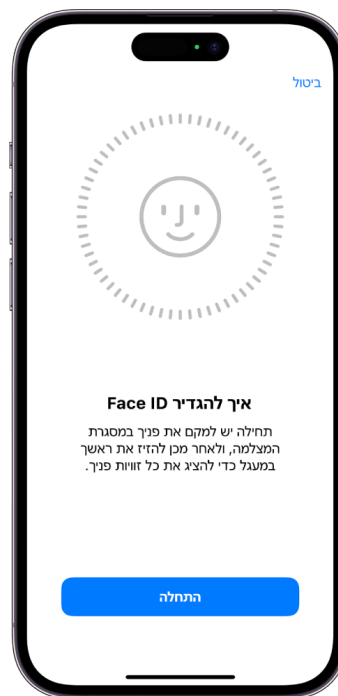 ביטול
איך להגדיר Face ID
תחילה יש למקם את פניך במסגרת
המצלמה, ולאחר מכן להזיז את ראשך
במעגל כדי להציג את כל זוויות פניך.
התחלה